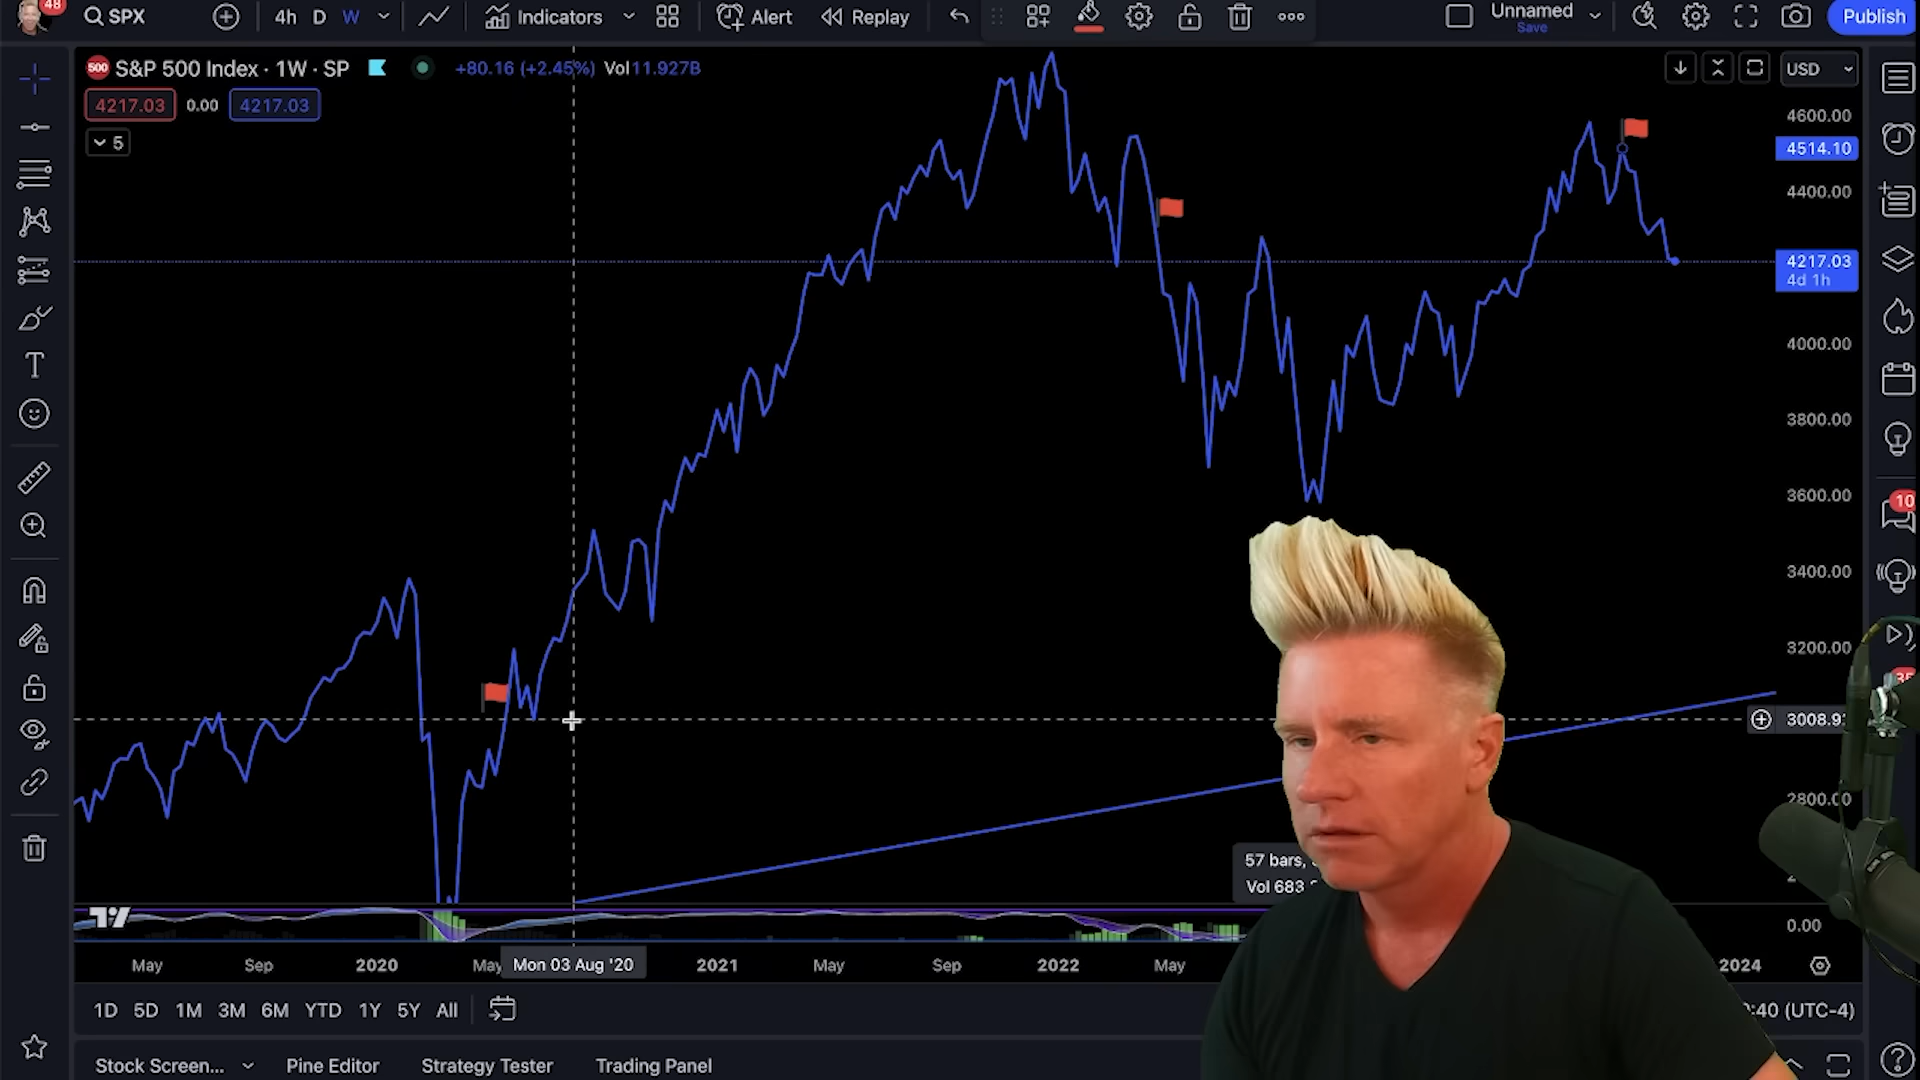 48
SPX
4h D W
Indicators
Alert
Replay
Unnamed
Save
Publish
500 S&P 500 Index · 1W · SP
+80.16 (+2.45%) Vol11.927B
USD
4217.03 0.00 4217.03
5
4600.00
4514.10
4400.00
4217.03
4d 1h
4000.00
3800.00
3600.00
10
3400.00
3200.00
35
3008.9
2800.00
57 bars,
Vol 683
0.00
May Sep 2020 May Mon 03 Aug '20 2021 May Sep 2022 May 2024
1D 5D 1M 3M 6M YTD 1Y 5Y All
:40 (UTC-4)
Stock Screen... Pine Editor Strategy Tester Trading Panel